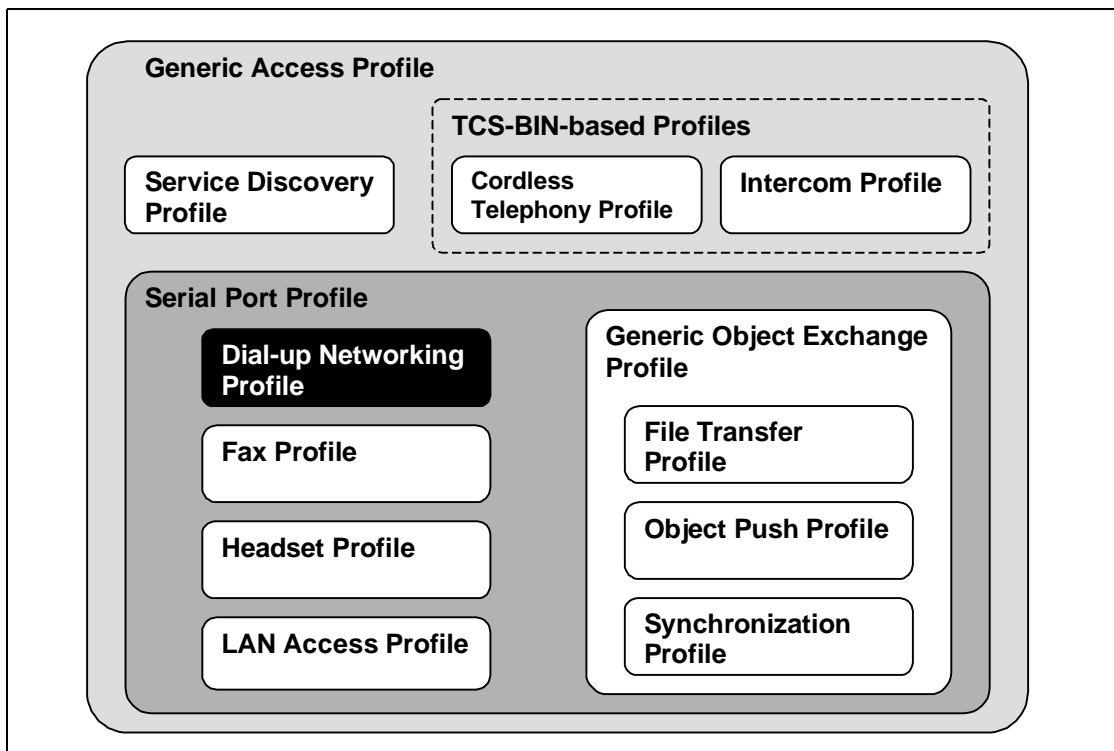 Generic Access Profile
TCS-BIN-based Profiles
Service Discovery
Profile
Cordless
Telephony Profile
Intercom Profile
Serial Port Profile
Dial-up Networking
Profile
Fax Profile
Headset Profile
LAN Access Profile
Generic Object Exchange
Profile
File Transfer
Profile
Object Push Profile
Synchronization
Profile